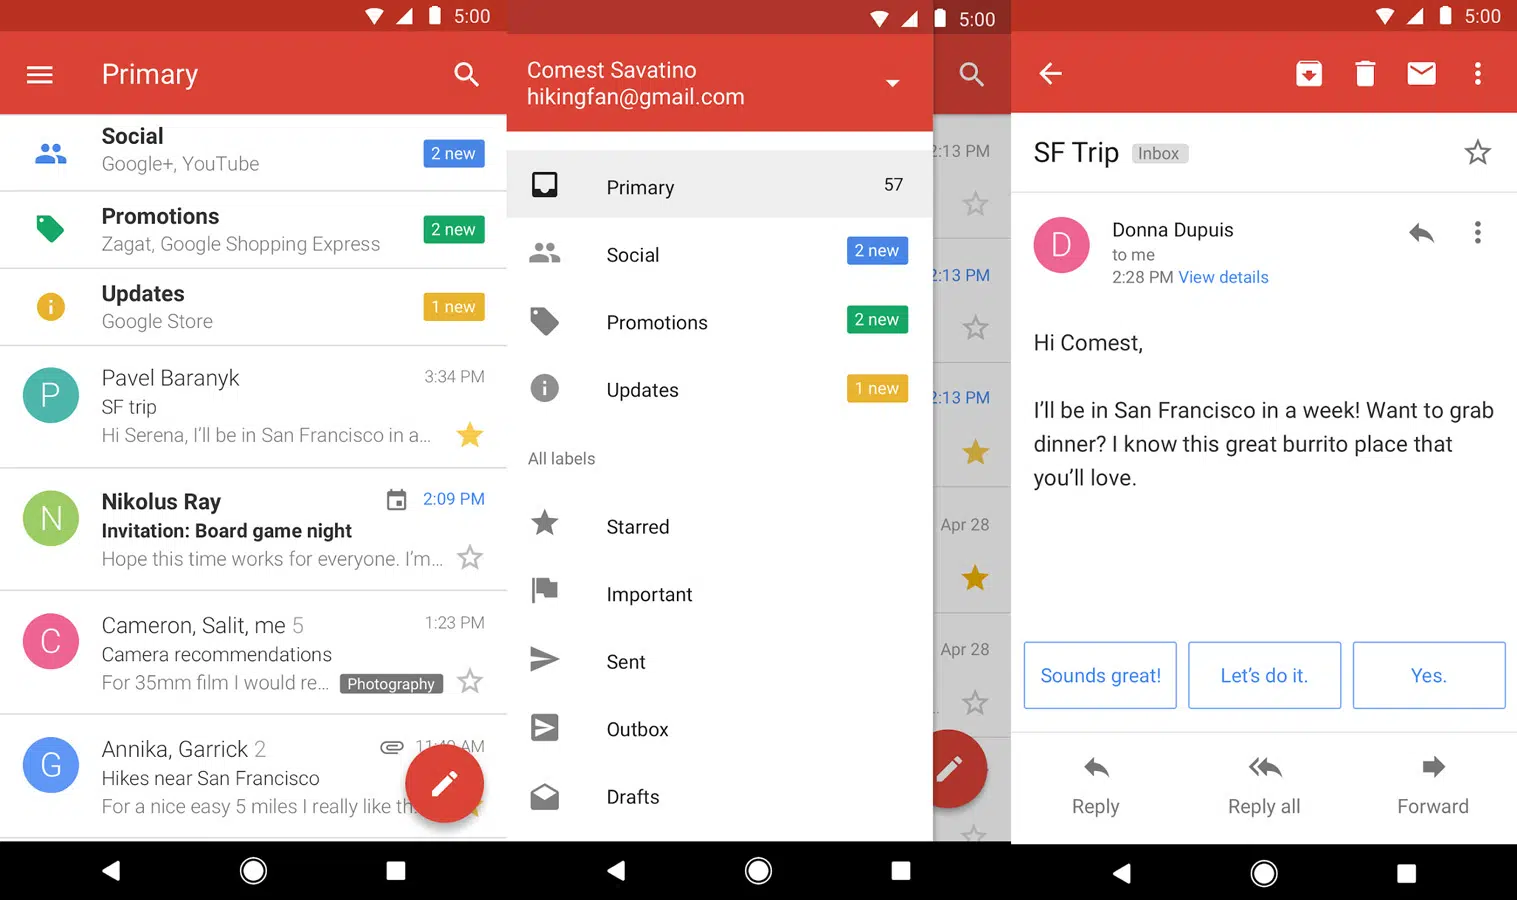 5:00
Primary
Social
Google+, YouTube
2 new
Promotions
Zagat, Google Shopping Express
2 new
Updates
Google Store
1 new
P
Pavel Baranyk
3:34 PM
SF trip
Hi Serena, I'll be in San Francisco in a...
N
Nikolus Ray
2:09 PM
Invitation: Board game night
Hope this time works for everyone. I'm...
C
Cameron, Salit, me 5
1:23 PM
Camera recommendations
For 35mm film I would re...
Photography
G
Annika, Garrick 2
AM
Hikes near San Francisco
For a nice easy 5 miles I really like th...
5:00
Comest Savatino
hikingfan@gmail.com
Primary
57
Social
2 new
Promotions
2 new
Updates
1 new
All labels
Starred
Important
Sent
Outbox
Drafts
2:13 PM
2:13 PM
2:13 PM
Apr 28
Apr 28
5:00
SF Trip
Inbox
D
Donna Dupuis
to me
2:28 PM View details
Hi Comest,
I'll be in San Francisco in a week! Want to grab
dinner? I know this great burrito place that
you'll love.
Sounds great!
Let's do it.
Yes.
Reply
Reply all
Forward